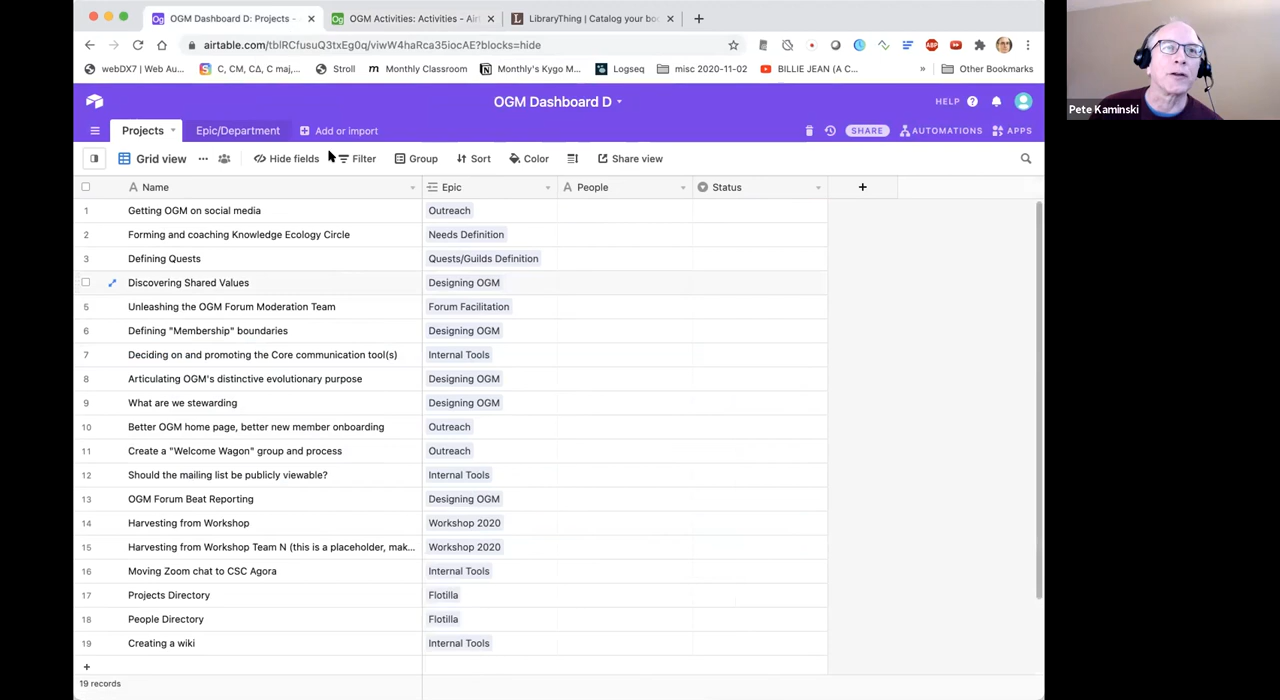 OGM Dashboard D: Projects -
OGM Activities: Activities - Airt
LibraryThing | Catalog your boo
airtable.com/tblRCfusuQ3txEg0q/viwW4haRca35iocAE?blocks=hide
ABP
webDX7 | Web Au...
C, CM, CΔ, C maj,...
Stroll
Monthly Classroom
Monthly's Kygo M...
Logseq
misc 2020-11-02
BILLIE JEAN (A C...
»
Other Bookmarks
Pete Kaminski
OGM Dashboard D
HELP
Projects
Epic/Department
Add or import
SHARE
AUTOMATIONS
APPS
Grid view
Hide fields
Filter
Group
Sort
Color
Share view
Name
Epic
People
Status
1 Getting OGM on social media Outreach
2 Forming and coaching Knowledge Ecology Circle Needs Definition
3 Defining Quests Quests/Guilds Definition
Discovering Shared Values Designing OGM
5 Unleashing the OGM Forum Moderation Team Forum Facilitation
6 Defining "Membership" boundaries Designing OGM
7 Deciding on and promoting the Core communication tool(s) Internal Tools
8 Articulating OGM's distinctive evolutionary purpose Designing OGM
9 What are we stewarding Designing OGM
10 Better OGM home page, better new member onboarding Outreach
11 Create a "Welcome Wagon" group and process Outreach
12 Should the mailing list be publicly viewable? Internal Tools
13 OGM Forum Beat Reporting Designing OGM
14 Harvesting from Workshop Workshop 2020
15 Harvesting from Workshop Team N (this is a placeholder, mak... Workshop 2020
16 Moving Zoom chat to CSC Agora Internal Tools
17 Projects Directory Flotilla
18 People Directory Flotilla
19 Creating a wiki Internal Tools
+
19 records